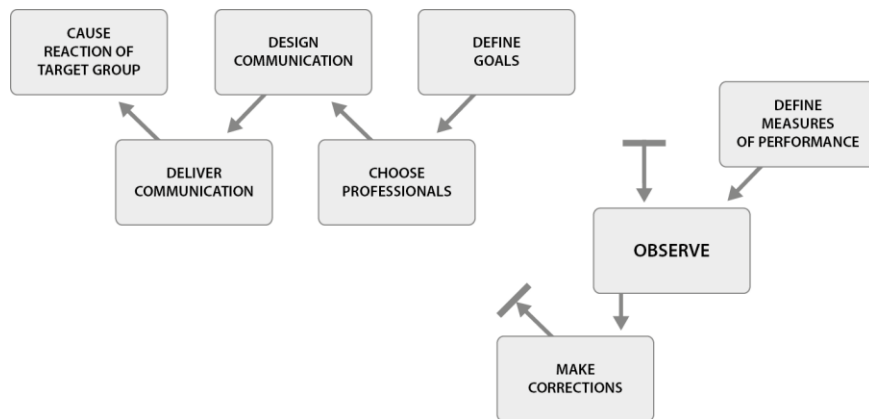 CAUSE
REACTION OF
TARGET GROUP
DESIGN
COMMUNICATION
DEFINE
GOALS
DEFINE
MEASURES
OF PERFORMANCE
DELIVER
COMMUNICATION
CHOOSE
PROFESSIONALS
OBSERVE
MAKE
CORRECTIONS